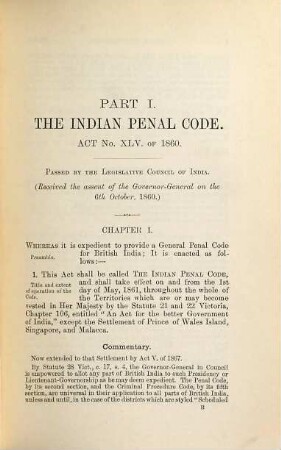 PART I.
THE INDIAN PENAL CODE.
ACT No. XLV. OF 1860.
PASSED BY THE LEGISLATIVE COUNCIL OF INDIA.
(Received the assent of the Governor-General on the
6th October, 1860.)
CHAPTER I.
WHEREAS it is expedient to provide a General Penal Code
Preamble.
for British India; It is enacted as fol-
lows:—
1. This Act shall be called THE INDIAN PENAL CODE,
Title and extent
of operation of the
Code.
and shall take effect on and from the 1st
day of May, 1861, throughout the whole of
the Territories which are or may become
vested in Her Majesty by the Statute 21 and 22 Victoria,
Chapter 106, entitled "An Act for the better Government
of India," except the Settlement of Prince of Wales Island,
Singapore, and Malacca.
Commentary.
Now extended to that Settlement by Act V. of 1867.
By Statute 28 Vict., c. 17, s. 4, the Governor-General in Council
is empowered to allot any part of British India to such Presidency or
Lieutenant-Governorship as he may deem expedient. The Penal Code,
by its second section, and the Criminal Procedure Code, by its fifth
section, are universal in their application to all parts of British India,
unless and until, in the case of the districts which are styled "Scheduled
B